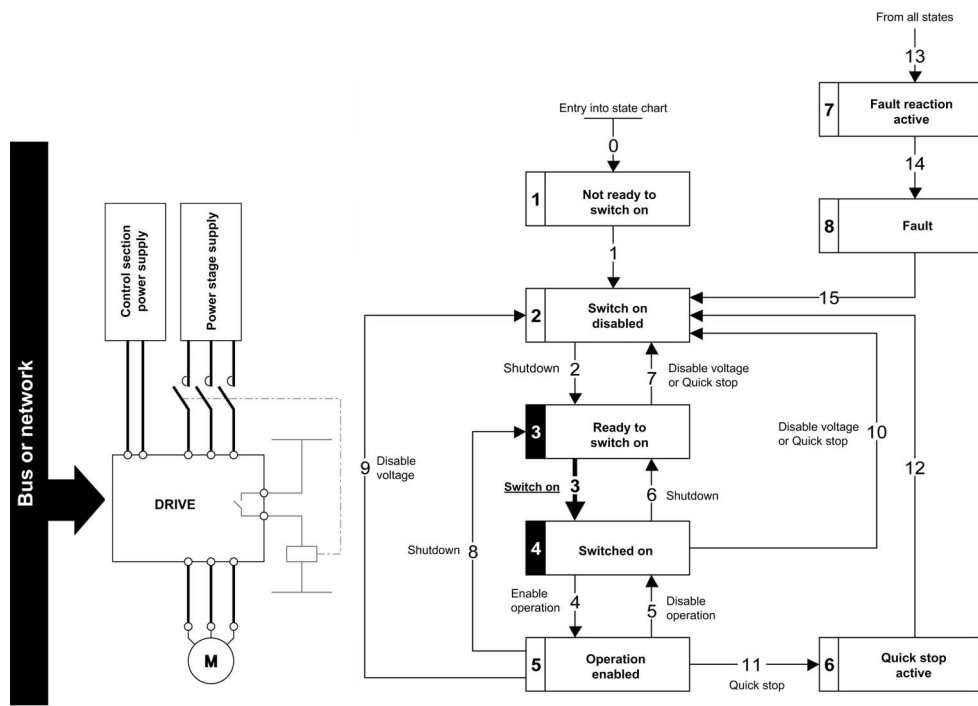 Bus or network
Control section
power supply
Power stage supply
DRIVE
M
From all states
13
7
Fault reaction
active
14
8
Fault
15
Entry into state chart
0
1
Not ready to
switch on
1
2
Switch on
disabled
Shutdown
2
7
Disable voltage
or Quick stop
3
Ready to
switch on
Switch on
3
6
Shutdown
4
Switched on
Enable
operation
4
5
Disable
operation
5
Operation
enabled
9
Disable
voltage
Shutdown
8
Disable voltage
or Quick stop
10
12
11
Quick stop
6
Quick stop
active